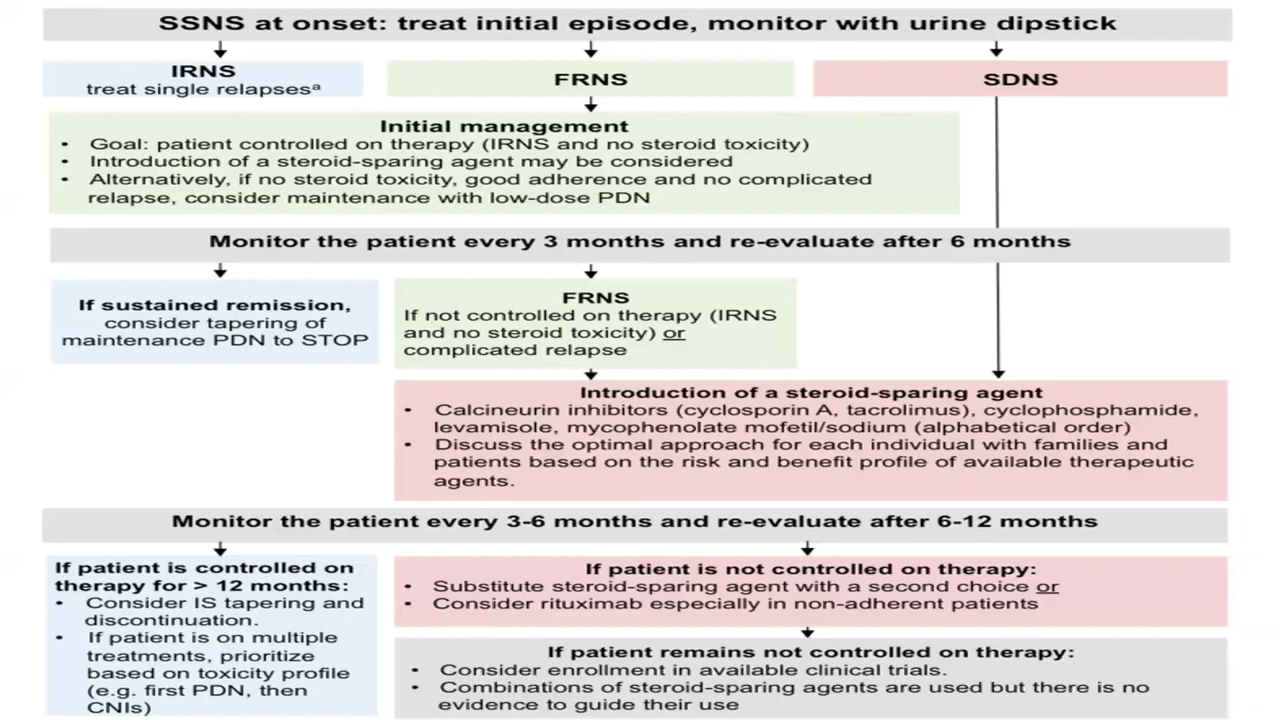 SSNS at onset: treat initial episode, monitor with urine dipstick
IRNS
treat single relapsesᵃ
FRNS
SDNS
Initial management
• Goal: patient controlled on therapy (IRNS and no steroid toxicity)
• Introduction of a steroid-sparing agent may be considered
• Alternatively, if no steroid toxicity, good adherence and no complicated
relapse, consider maintenance with low-dose PDN
Monitor the patient every 3 months and re-evaluate after 6 months
If sustained remission,
consider tapering of
maintenance PDN to STOP
FRNS
If not controlled on therapy (IRNS
and no steroid toxicity) or
complicated relapse
Introduction of a steroid-sparing agent
• Calcineurin inhibitors (cyclosporin A, tacrolimus), cyclophosphamide,
levamisole, mycophenolate mofetil/sodium (alphabetical order)
• Discuss the optimal approach for each individual with families and
patients based on the risk and benefit profile of available therapeutic
agents.
Monitor the patient every 3-6 months and re-evaluate after 6-12 months
If patient is controlled on
therapy for > 12 months:
• Consider IS tapering and
discontinuation.
• If patient is on multiple
treatments, prioritize
based on toxicity profile
(e.g. first PDN, then
CNIs)
If patient is not controlled on therapy:
• Substitute steroid-sparing agent with a second choice or
• Consider rituximab especially in non-adherent patients
If patient remains not controlled on therapy:
• Consider enrollment in available clinical trials.
• Combinations of steroid-sparing agents are used but there is no
evidence to guide their use